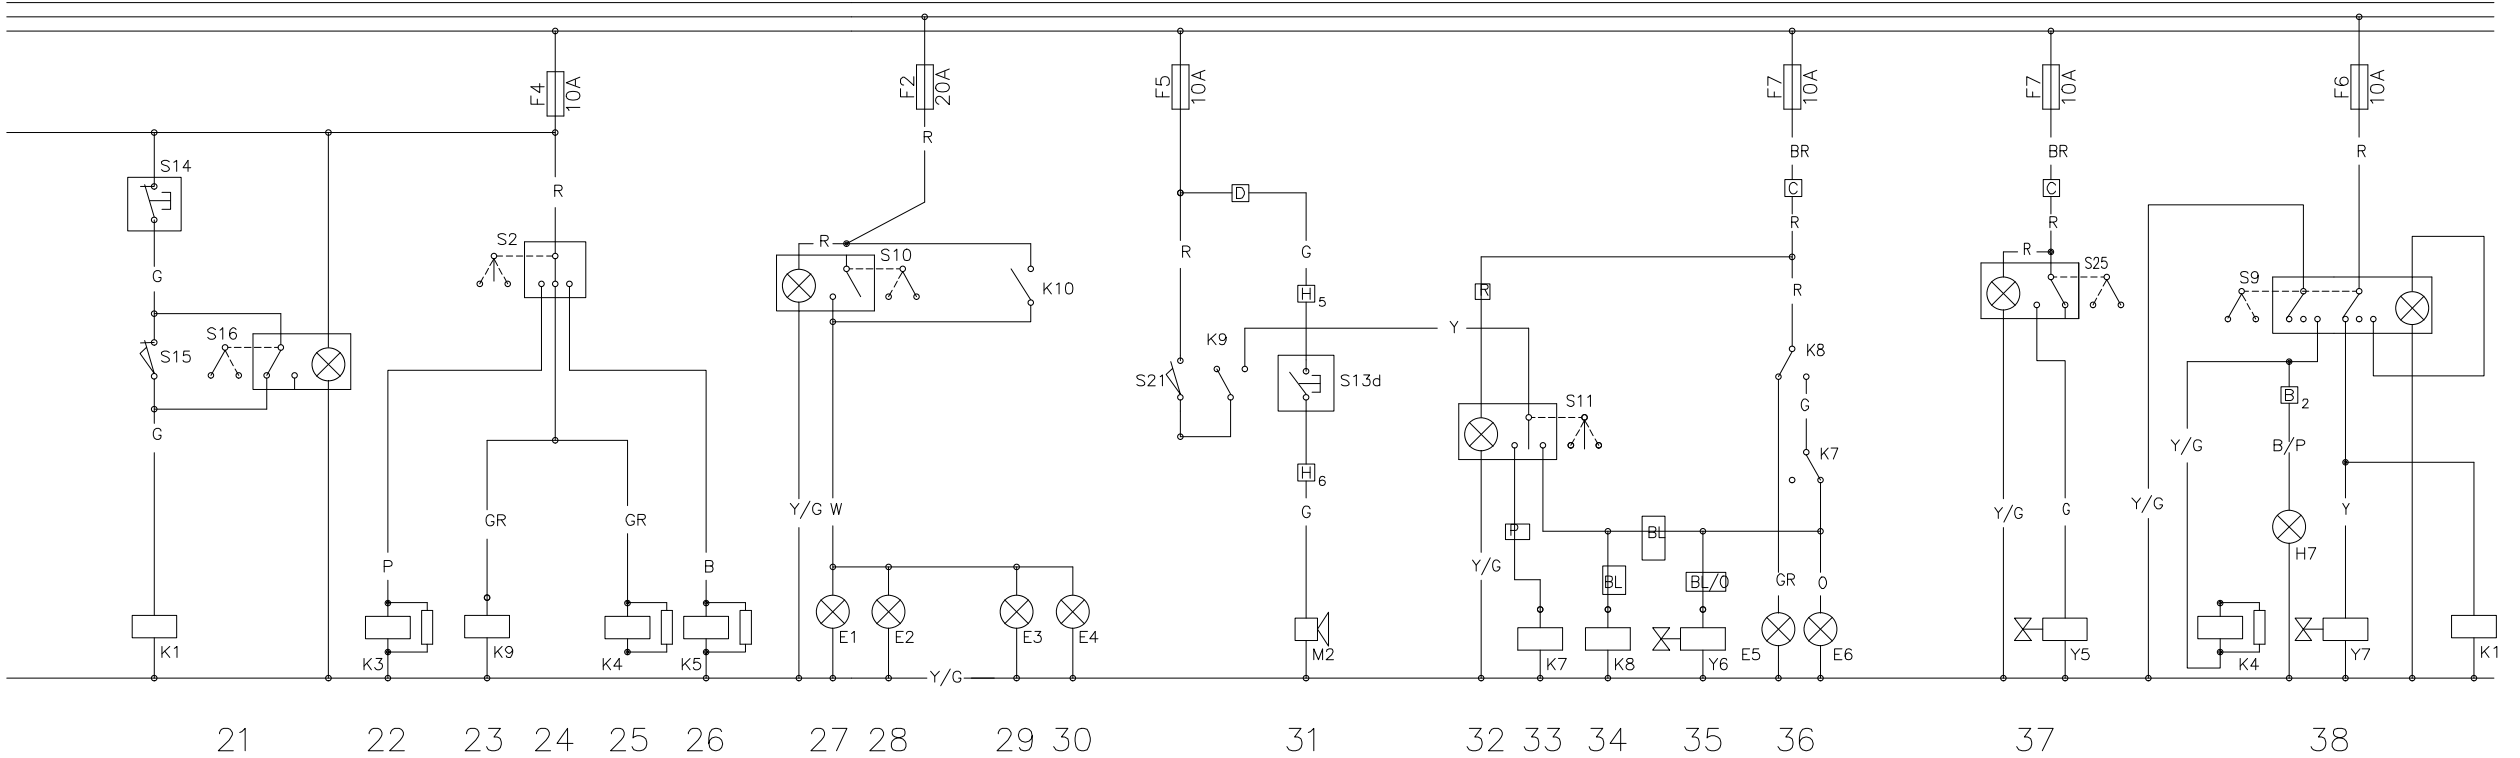 F4 10A
F2 20A
F5 10A
F7 10A
F7 10A
F6 10A
S14
R
R
BR
BR
R
C
C
D
S2
R
R
R
R
S10
G
R
G
R
R
S25
S9
K10
H 5
R
S16
S15
K9
Y
K8
S21
S13d
B 2
S11
G
G
Y/G
B/P
K7
H 6
Y/G
W
G
Y/G
Y/G
G
Y
GR
GR
P
BL
H7
P
B
Y/G
BL
BL/O
GR
O
K1
K3
K9
K4
K5
E1
E2
E3
E4
M2
K7
K8
Y6
E5
E6
Y5
K4
Y7
K1
Y/G
21 22 23 24 25 26 27 28 29 30 31 32 33 34 35 36 37 38